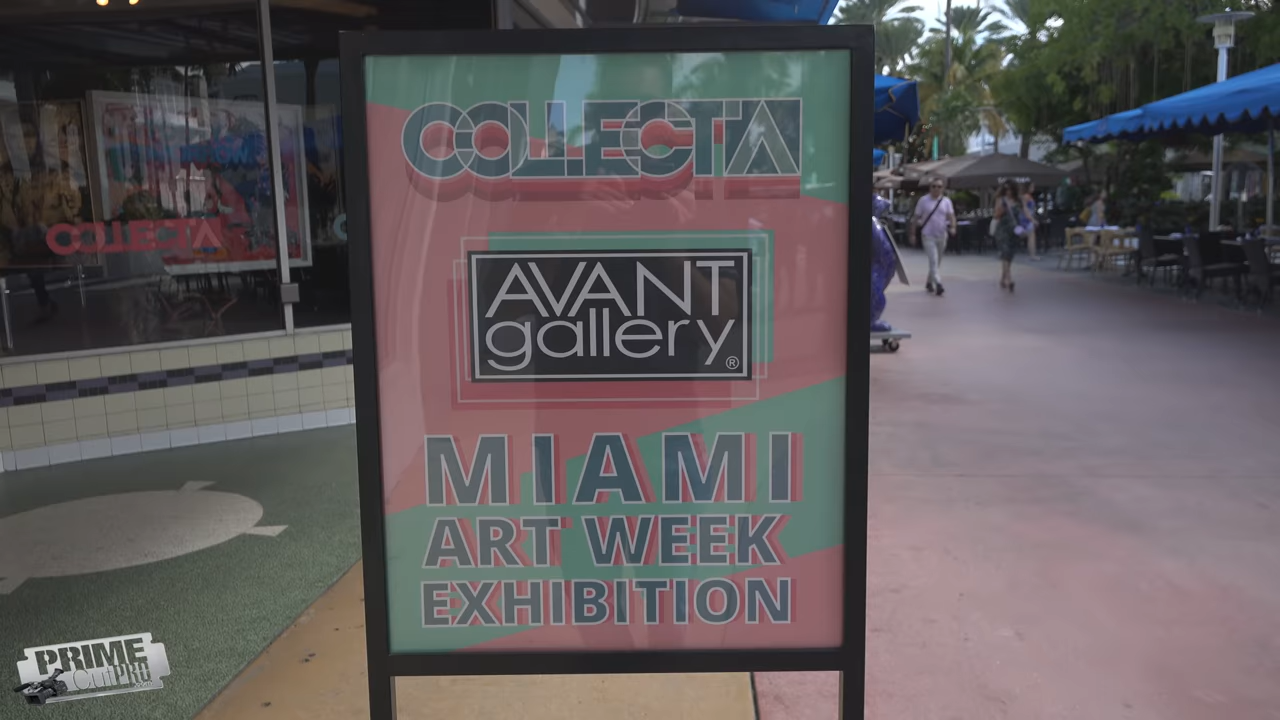 COLLECTA
COLLECTA
AVANT
gallery®
MIAMI
ART WEEK
EXHIBITION
PRIME